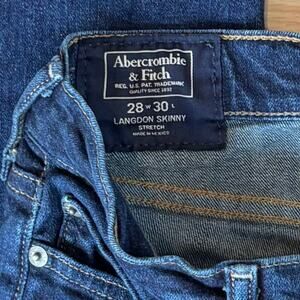 Abercrombie
& Fitch
REG. U.S. PAT. TRADEMARK
QUALITY SINCE 1892
28 W 30 L
LANGDON SKINNY
STRETCH
MADE IN MEXICO